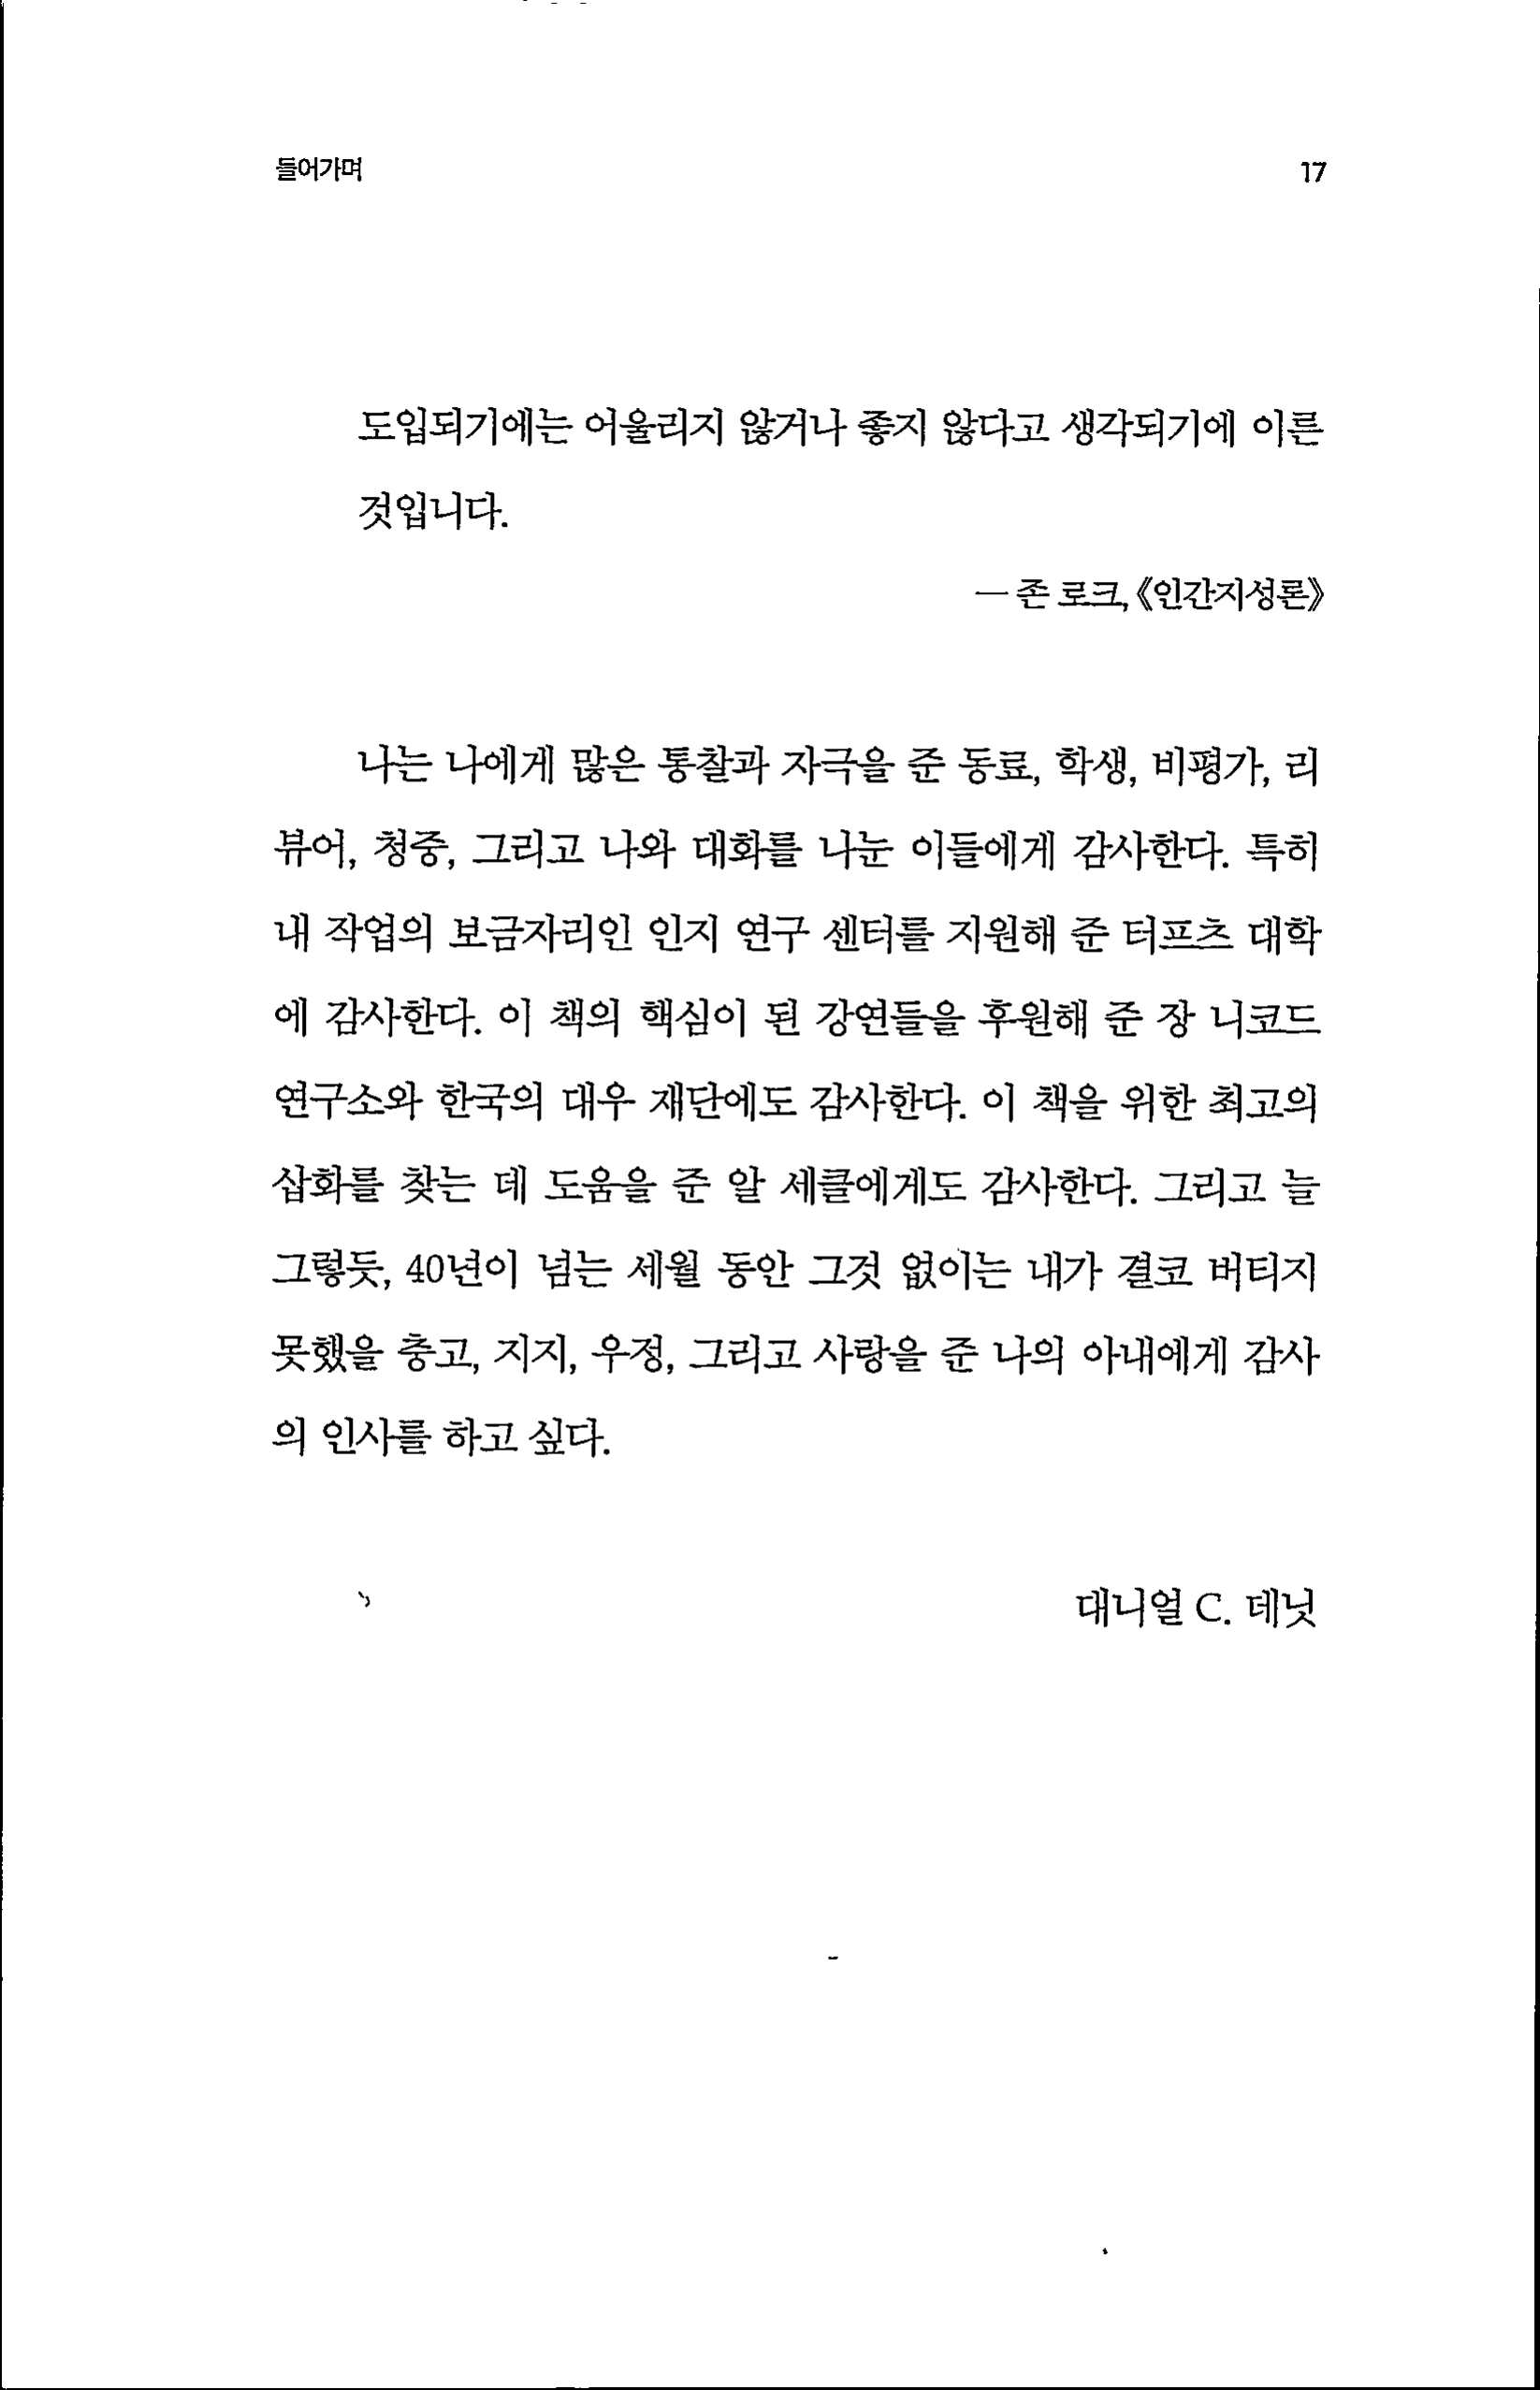 들어가며
17
도입되기에는 어울리지 않거나 좋지 않다고 생각되기에 이른
것입니다.
— 존 로크, 《인간지성론》
나는 나에게 많은 통찰과 자극을 준 동료, 학생, 비평가, 리
뷰어, 청중, 그리고 나와 대화를 나눈 이들에게 감사한다. 특히
내 작업의 보금자리인 인지 연구 센터를 지원해 준 터프츠 대학
에 감사한다. 이 책의 핵심이 된 강연들을 후원해 준 장 니코드
연구소와 한국의 대우 재단에도 감사한다. 이 책을 위한 최고의
삽화를 찾는 데 도움을 준 알 세클에게도 감사한다. 그리고 늘
그렇듯, 40년이 넘는 세월 동안 그것 없이는 내가 결코 버티지
못했을 충고, 지지, 우정, 그리고 사랑을 준 나의 아내에게 감사
의 인사를 하고 싶다.
대니얼 C. 데닛